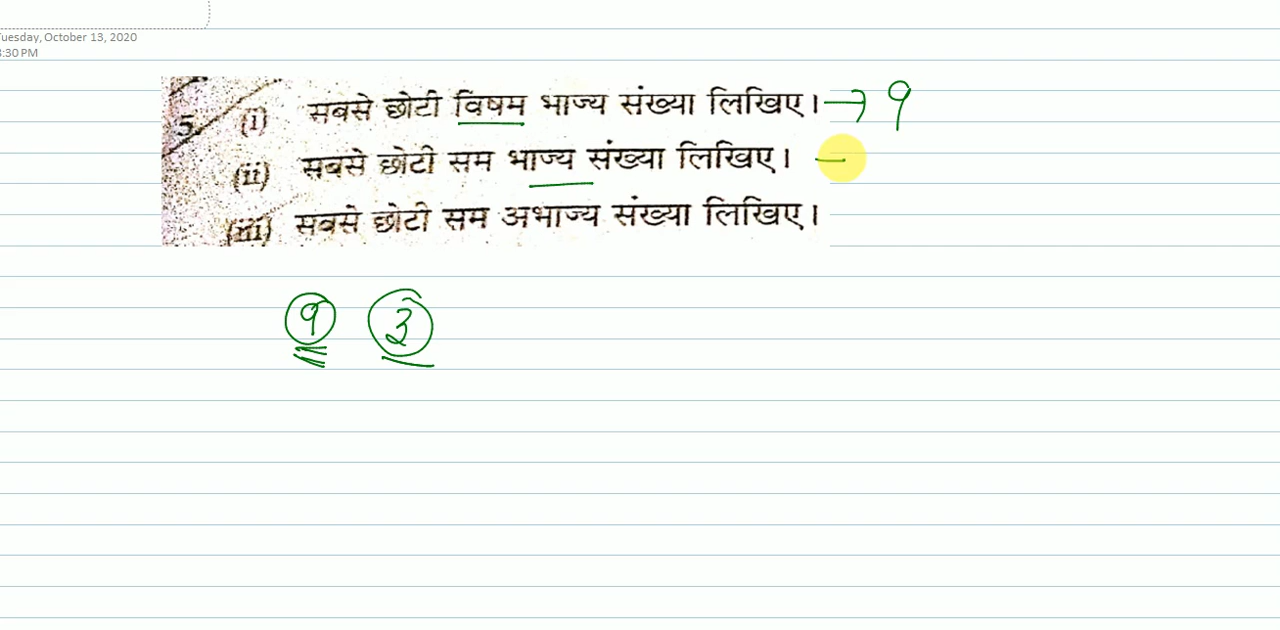 Tuesday, October 13, 2020
8:30 PM
5. (i) सबसे छोटी विषम भाज्य संख्या लिखिए। → 9
(ii) सबसे छोटी सम भाज्य संख्या लिखिए। –
(iii) सबसे छोटी सम अभाज्य संख्या लिखिए।
9 3